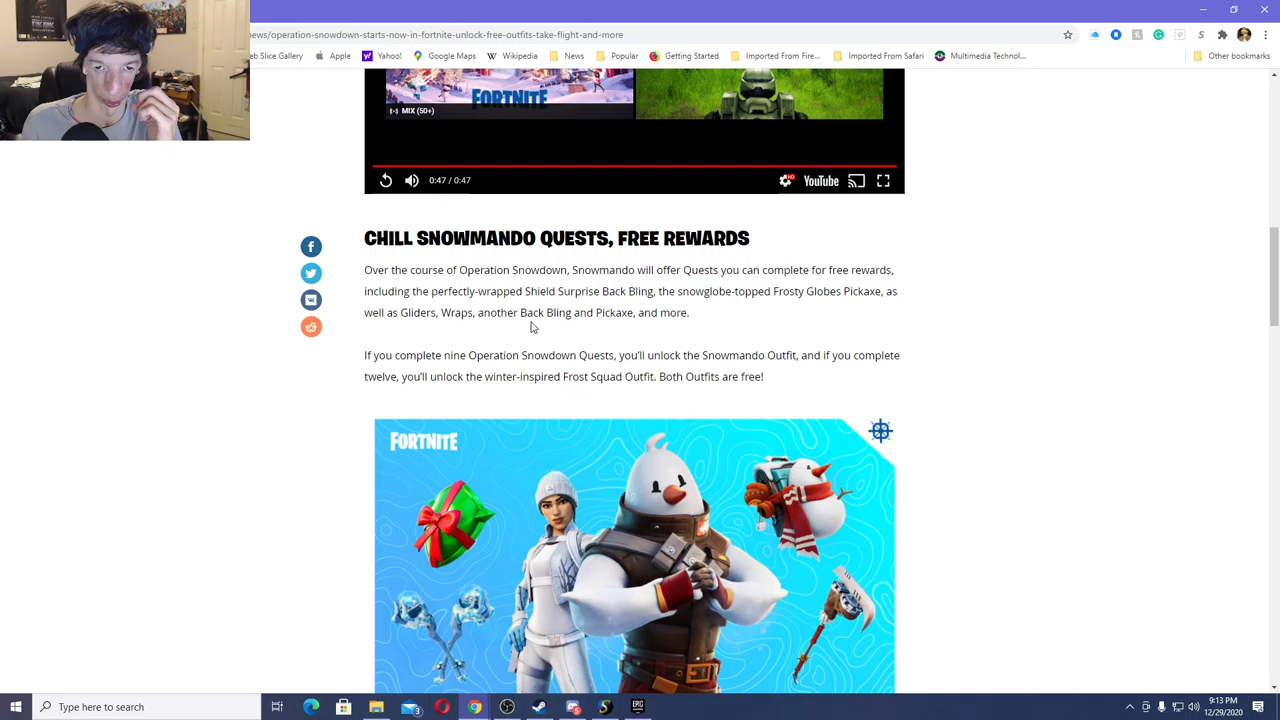 news/operation-snowdown-starts-now-in-fortnite-unlock-free-outfits-take-flight-and-more
eb Slice Gallery Apple Yahoo! Google Maps Wikipedia News Popular Getting Started Imported From Fire... Imported From Safari Multimedia Technol... Other bookmarks
FORTNITE
MIX (50+)
0:47 / 0:47 HD YouTube
CHILL SNOWMANDO QUESTS, FREE REWARDS
Over the course of Operation Snowdown, Snowmando will offer Quests you can complete for free rewards,
including the perfectly-wrapped Shield Surprise Back Bling, the snowglobe-topped Frosty Globes Pickaxe, as
well as Gliders, Wraps, another Back Bling and Pickaxe, and more.
If you complete nine Operation Snowdown Quests, you’ll unlock the Snowmando Outfit, and if you complete
twelve, you’ll unlock the winter-inspired Frost Squad Outfit. Both Outfits are free!
FORTNITE
Type here to search
3
EPIC GAMES
9:13 PM
12/29/2020